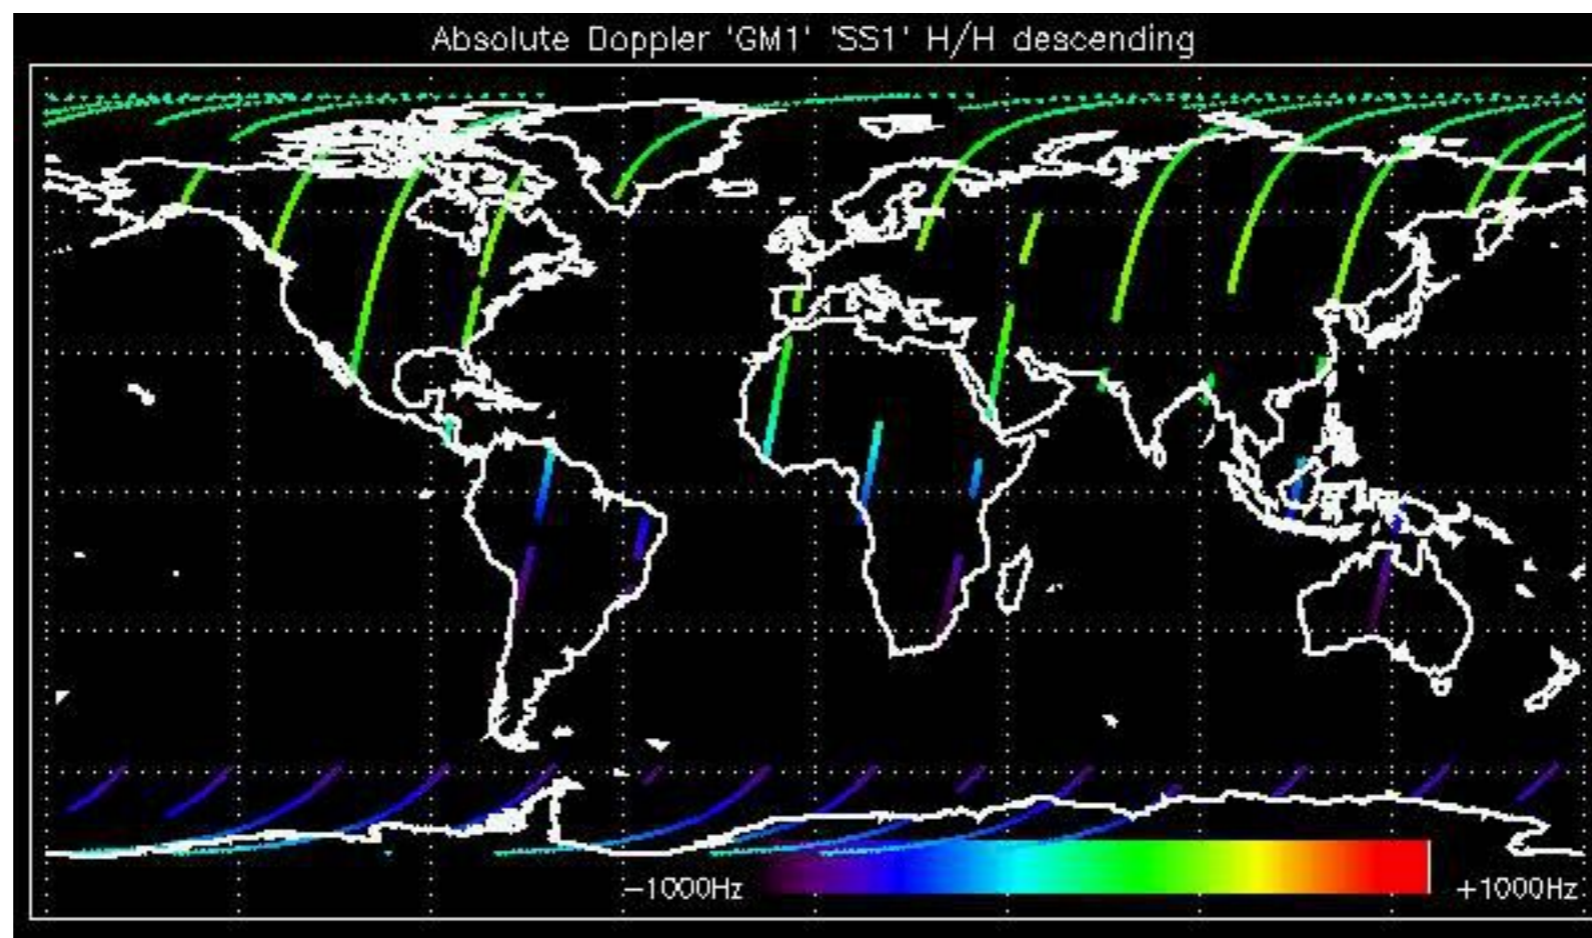 Absolute Doppler 'GM1' 'SS1' H/H descending
−1000Hz
+1000Hz